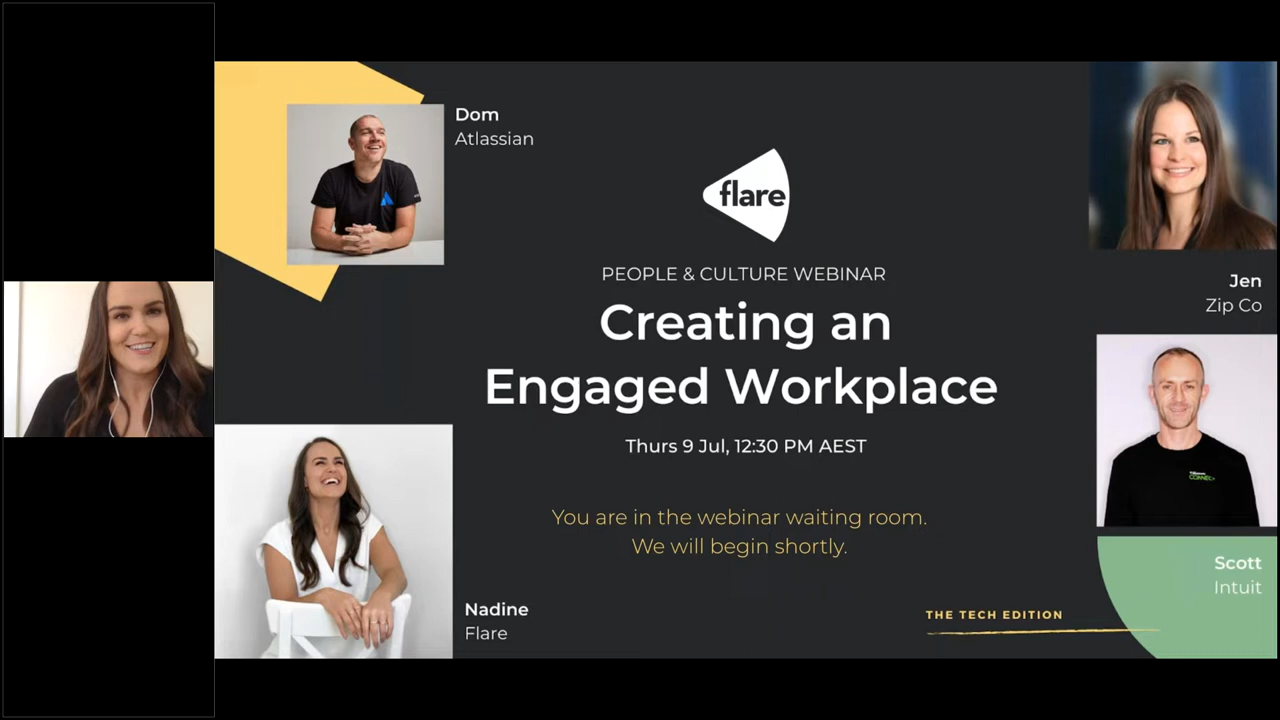 Dom
Atlassian
flare
PEOPLE & CULTURE WEBINAR
Creating an
Engaged Workplace
Thurs 9 Jul, 12:30 PM AEST
You are in the webinar waiting room.
We will begin shortly.
Jen
Zip Co
Scott
Intuit
Nadine
Flare
THE TECH EDITION